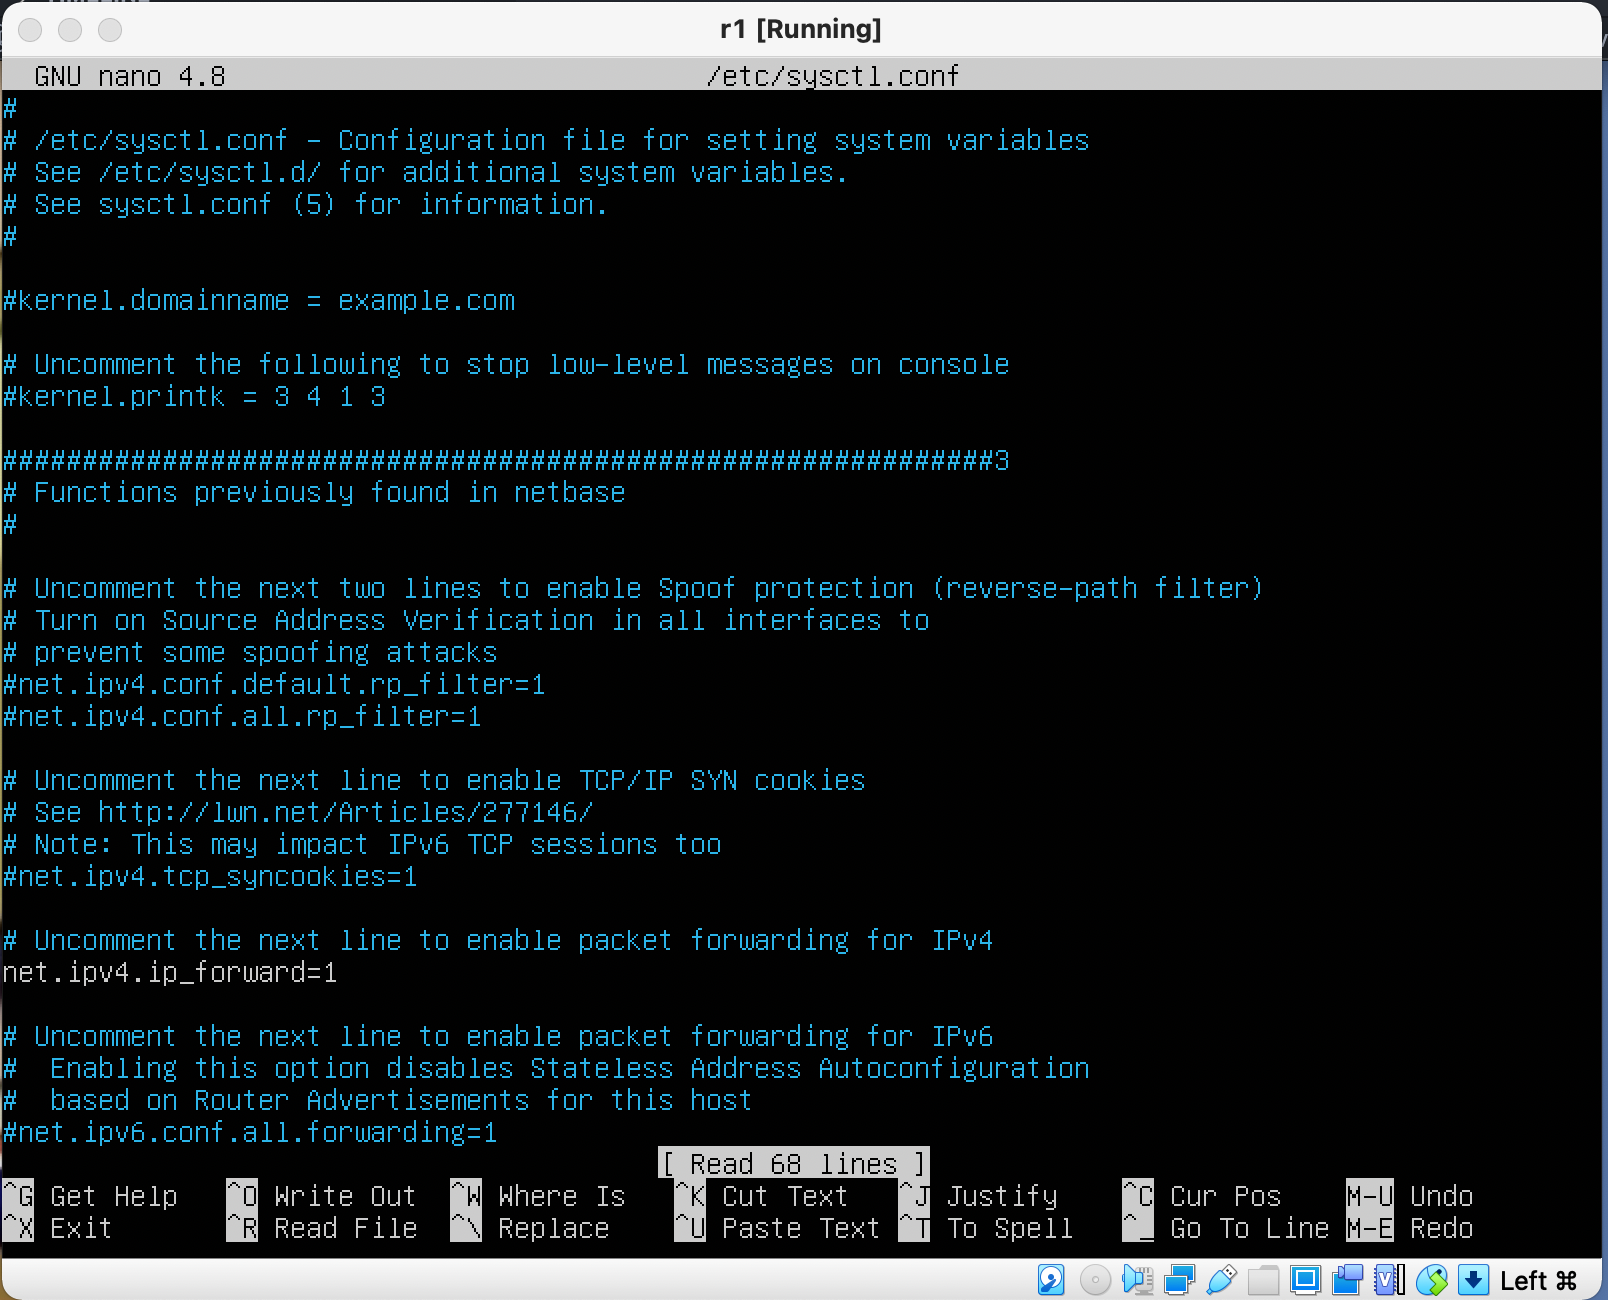 r1 [Running]
GNU nano 4.8 /etc/sysctl.conf
#
# /etc/sysctl.conf - Configuration file for setting system variables
# See /etc/sysctl.d/ for additional system variables.
# See sysctl.conf (5) for information.
#
#kernel.domainname = example.com
# Uncomment the following to stop low-level messages on console
#kernel.printk = 3 4 1 3
##############################################################3
# Functions previously found in netbase
#
# Uncomment the next two lines to enable Spoof protection (reverse-path filter)
# Turn on Source Address Verification in all interfaces to
# prevent some spoofing attacks
#net.ipv4.conf.default.rp_filter=1
#net.ipv4.conf.all.rp_filter=1
# Uncomment the next line to enable TCP/IP SYN cookies
# See http://lwn.net/Articles/277146/
# Note: This may impact IPv6 TCP sessions too
#net.ipv4.tcp_syncookies=1
# Uncomment the next line to enable packet forwarding for IPv4
net.ipv4.ip_forward=1
# Uncomment the next line to enable packet forwarding for IPv6
#  Enabling this option disables Stateless Address Autoconfiguration
#  based on Router Advertisements for this host
#net.ipv6.conf.all.forwarding=1
[ Read 68 lines ]
^G Get Help ^O Write Out ^W Where Is ^K Cut Text ^J Justify ^C Cur Pos M-U Undo
^X Exit ^R Read File ^\ Replace ^U Paste Text ^T To Spell ^_ Go To Line M-E Redo
Left ⌘